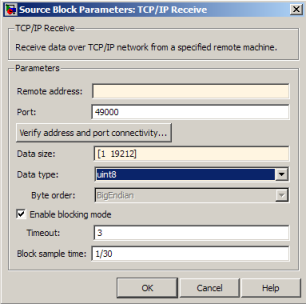 Source Block Parameters: TCP/IP Receive
TCP/IP Receive
Receive data over TCP/IP network from a specified remote machine.
Parameters
Remote address:
Port: 49000
Verify address and port connectivity...
Data size: [1 19212]
Data type: uint8
Byte order: BigEndian
Enable blocking mode
Timeout: 3
Block sample time: 1/30
OK Cancel Help